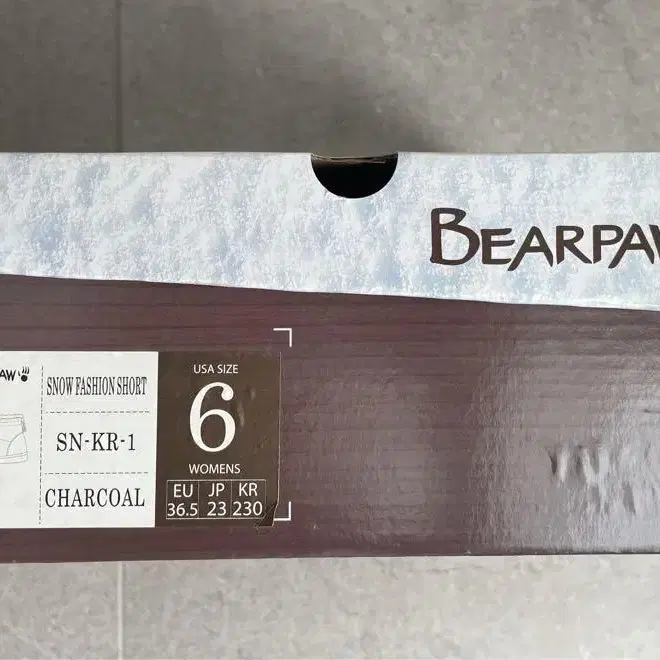 BEARPAW
AW
SNOW FASHION SHORT
SN-KR-1
CHARCOAL
USA SIZE
6
WOMENS
EU JP KR
36.5 23 230